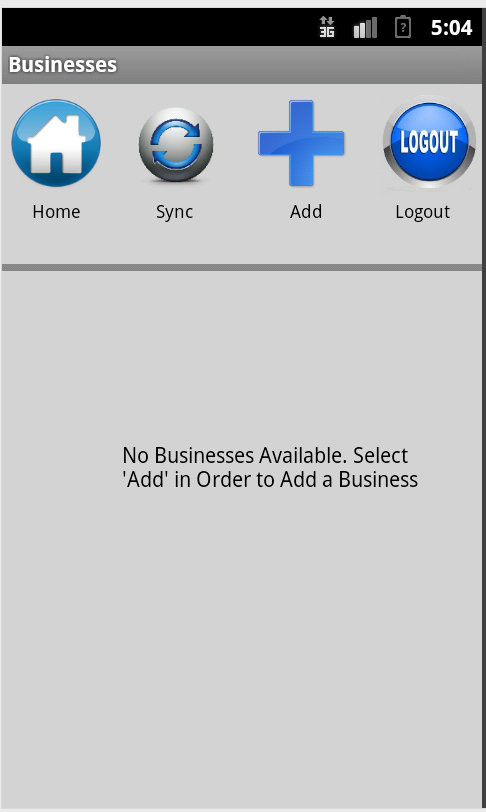 3G 5:04
Businesses
LOGOUT
Home Sync Add Logout
No Businesses Available. Select
'Add' in Order to Add a Business